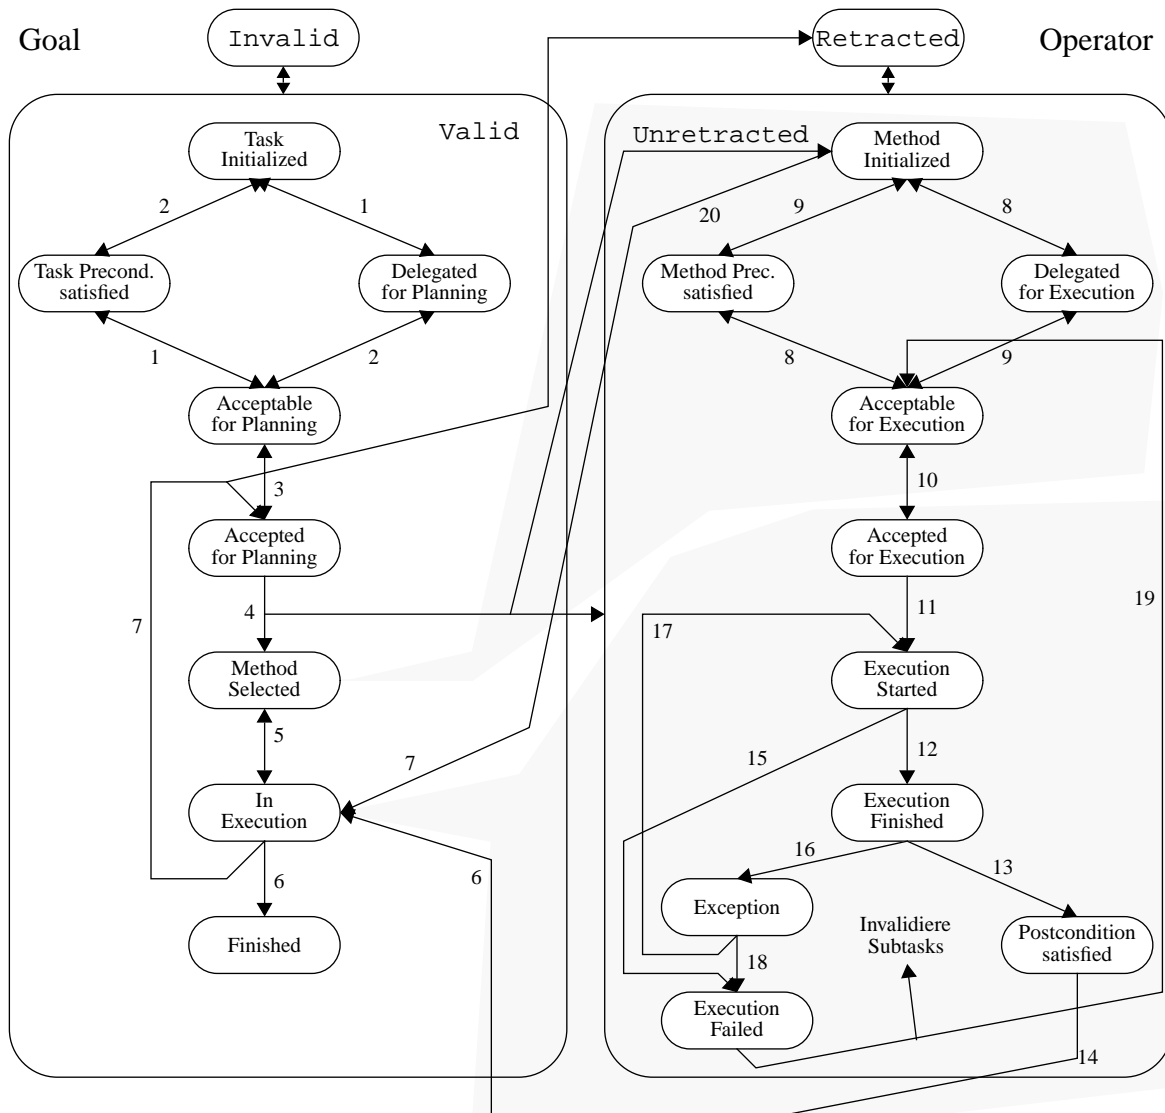 Goal
Invalid
Retracted
Operator
Valid
Unretracted
Task
Initialized
Method
Initialized
2
1
20
9
8
Task Precond.
satisfied
Delegated
for Planning
Method Prec.
satisfied
Delegated
for Execution
1
2
8
9
Acceptable
for Planning
Acceptable
for Execution
3
10
Accepted
for Planning
Accepted
for Execution
7
4
17
11
19
Method
Selected
Execution
Started
5
7
15
12
In
Execution
Execution
Finished
6
6
16
13
Finished
Exception
Invalidiere
Subtasks
Postcondition
satisfied
18
Execution
Failed
14